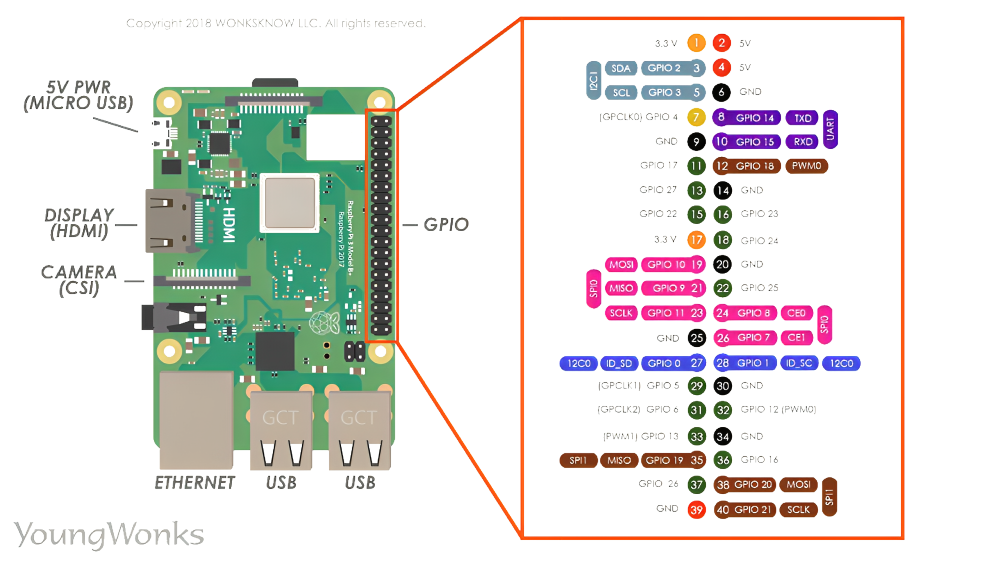 Copyright 2018 WONKSKNOW LLC. All rights reserved.
5V PWR
(MICRO USB)
DISPLAY
(HDMI)
CAMERA
(CSI)
HDMI
Raspberry Pi 3 Model B+
Raspberry Pi 2017
GPIO
GCT
GCT
ETHERNET
USB
USB
YoungWonks
3.3 V 1 2 5V
I2C1
SDA GPIO 2 3 4 5V
SCL GPIO 3 5 6 GND
(GPCLK0) GPIO 4 7 8 GPIO 14 TXD
UART
GND 9 10 GPIO 15 RXD
GPIO 17 11 12 GPIO 18 PWM0
GPIO 27 13 14 GND
GPIO 22 15 16 GPIO 23
3.3 V 17 18 GPIO 24
SPI0
MOSI GPIO 10 19 20 GND
MISO GPIO 9 21 22 GPIO 25
SCLK GPIO 11 23 24 GPIO 8 CE0
SPI0
GND 25 26 GPIO 7 CE1
12C0 ID_SD GPIO 0 27 28 GPIO 1 ID_SC 12C0
(GPCLK1) GPIO 5 29 30 GND
(GPCLK2) GPIO 6 31 32 GPIO 12 (PWM0)
(PWM1) GPIO 13 33 34 GND
SPI1 MISO GPIO 19 35 36 GPIO 16
GPIO 26 37 38 GPIO 20 MOSI
SPI1
GND 39 40 GPIO 21 SCLK